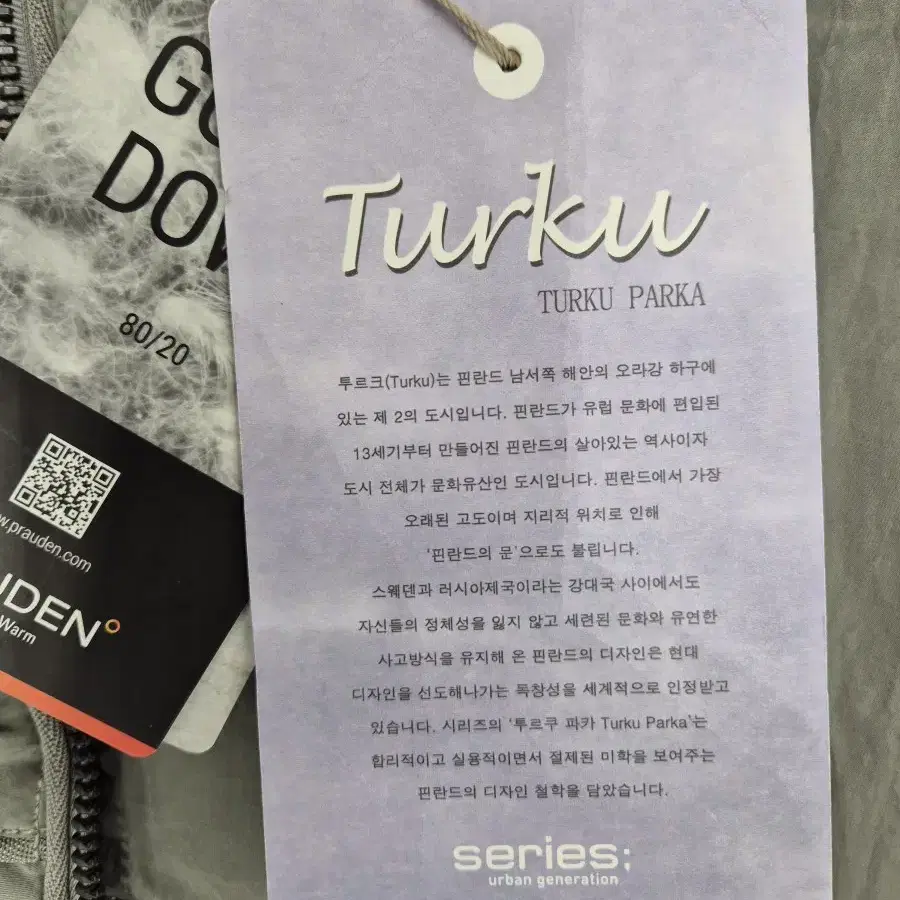 Turku
TURKU PARKA
투르크(Turku)는 핀란드 남서쪽 해안의 오라강 하구에
있는 제 2의 도시입니다. 핀란드가 유럽 문화에 편입된
13세기부터 만들어진 핀란드의 살아있는 역사이자
도시 전체가 문화유산인 도시입니다. 핀란드에서 가장
오래된 고도이며 지리적 위치로 인해
‘핀란드의 문’으로도 불립니다.
스웨덴과 러시아제국이라는 강대국 사이에서도
자신들의 정체성을 잃지 않고 세련된 문화와 유연한
사고방식을 유지해 온 핀란드의 디자인은 현대
디자인을 선도해나가는 독창성을 세계적으로 인정받고
있습니다. 시리즈의 ‘투르쿠 파카 Turku Parka’는
합리적이고 실용적이면서 절제된 미학을 보여주는
핀란드의 디자인 철학을 담았습니다.
series;
urban generation
80/20
w.prauden.com
UDEN°
Warm